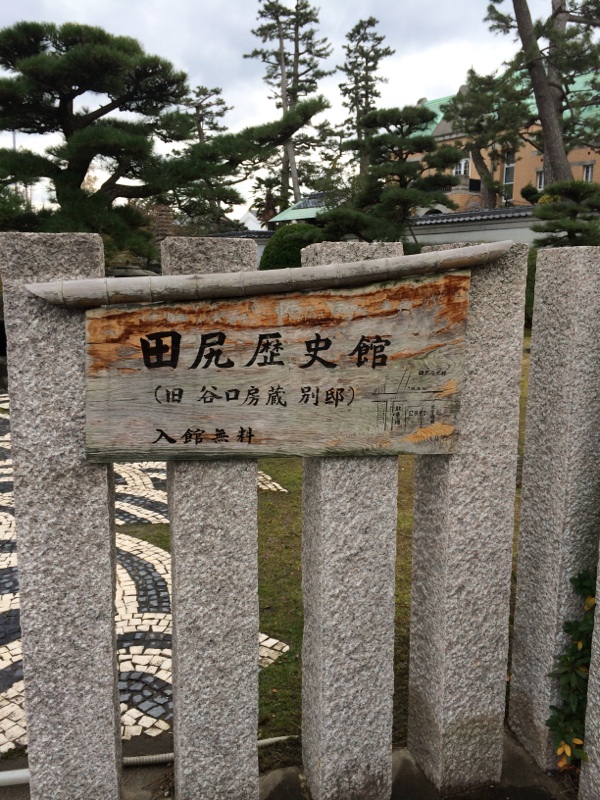 田尻歴史館
(旧 谷口房蔵 別邸)
入館無料